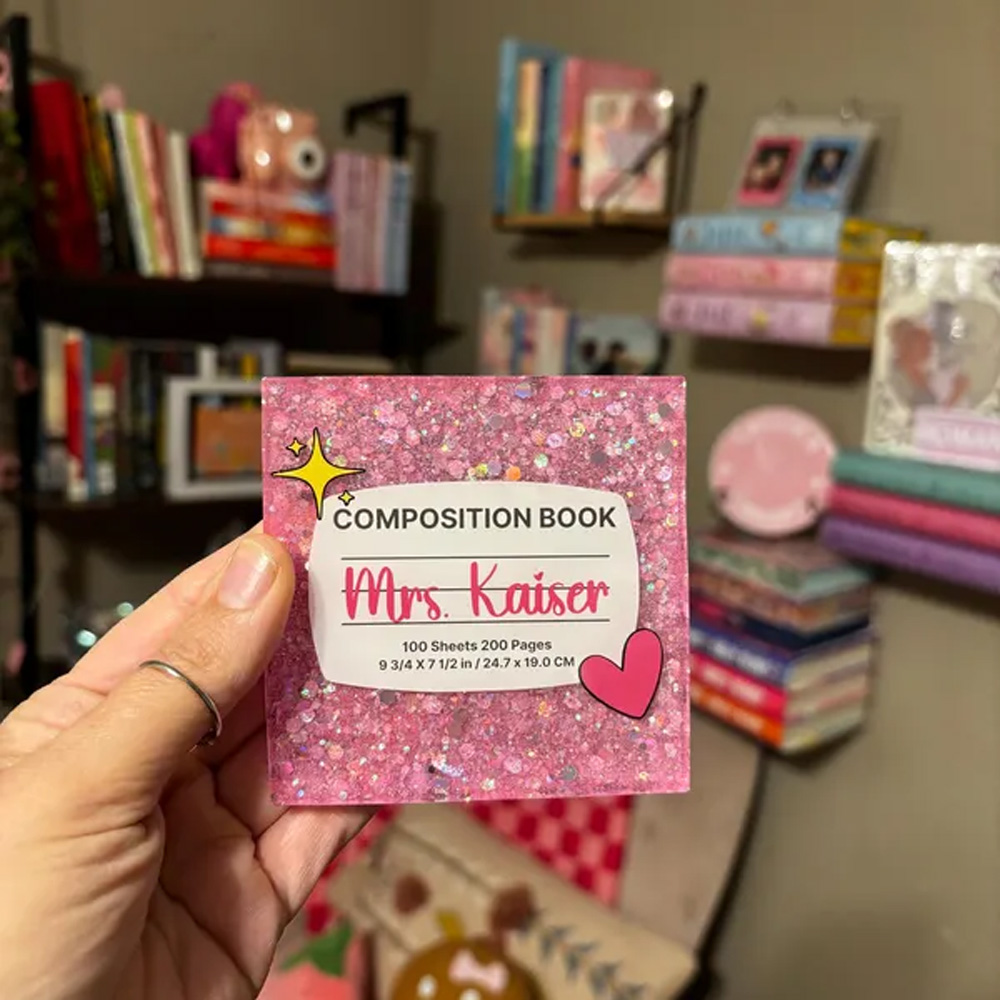 COMPOSITION BOOK
Mrs. Kaiser
100 Sheets 200 Pages
9 3/4 X 7 1/2 in / 24.7 x 19.0 CM